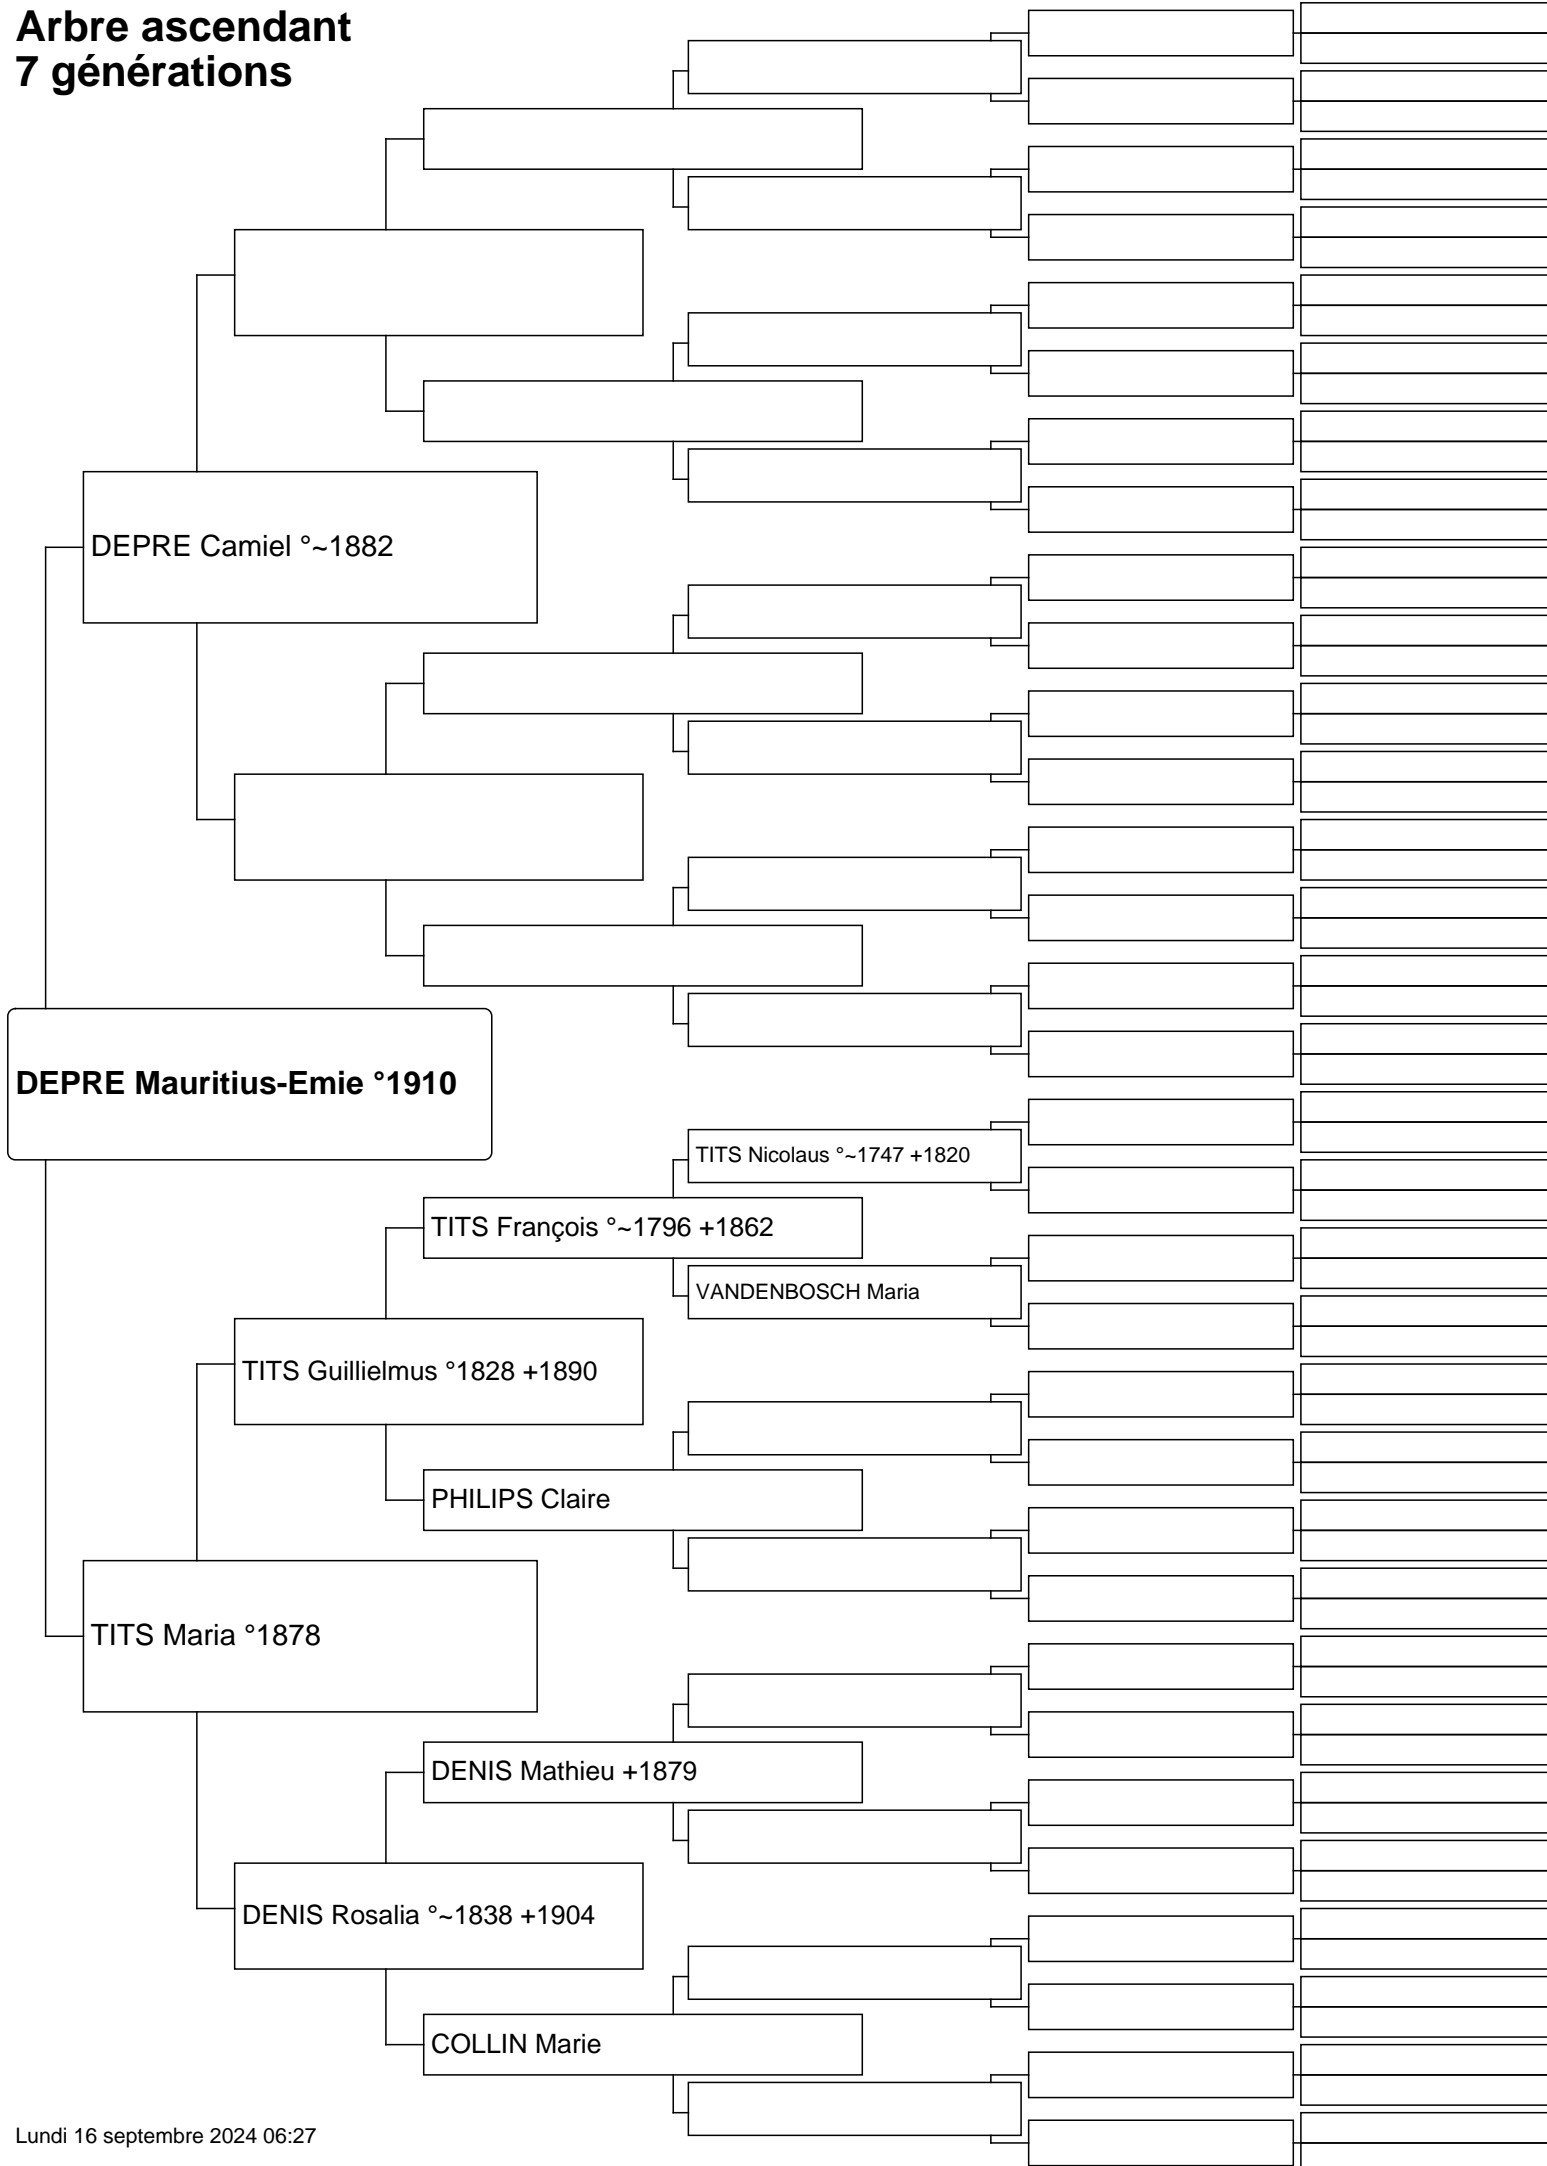 Arbre ascendant
7 générations
DEPRE Camiel °~1882
DEPRE Mauritius-Emie °1910
TITS Nicolaus °~1747 +1820
TITS François °~1796 +1862
VANDENBOSCH Maria
TITS Guillielmus °1828 +1890
PHILIPS Claire
TITS Maria °1878
DENIS Mathieu +1879
DENIS Rosalia °~1838 +1904
COLLIN Marie
Lundi 16 septembre 2024 06:27